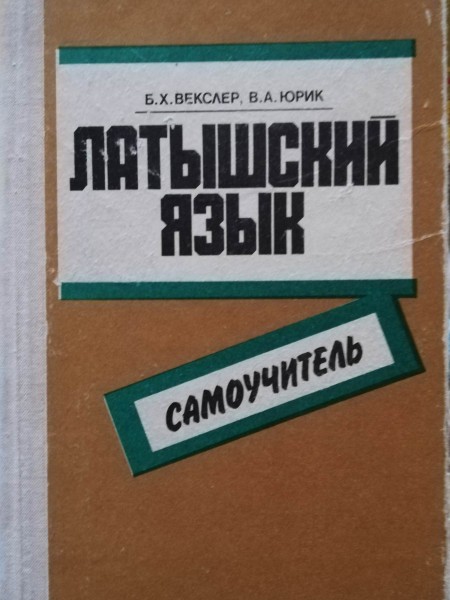 Б.Х.ВЕКСЛЕР, В.А.ЮРИК
ЛАТЫШСКИЙ
ЯЗЫК
САМОУЧИТЕЛЬ